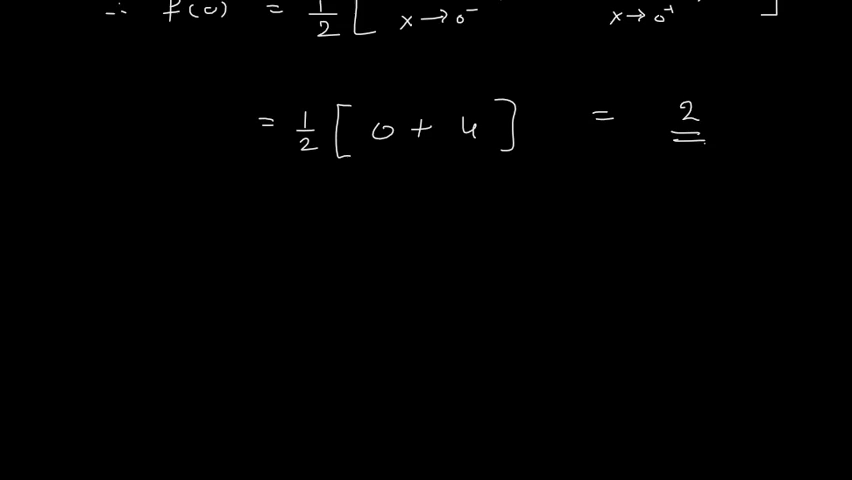 ∴ f(0) = 1/2 [ x→0⁻ x→0⁺ ]
= 1/2 [ 0 + 4 ] = 2